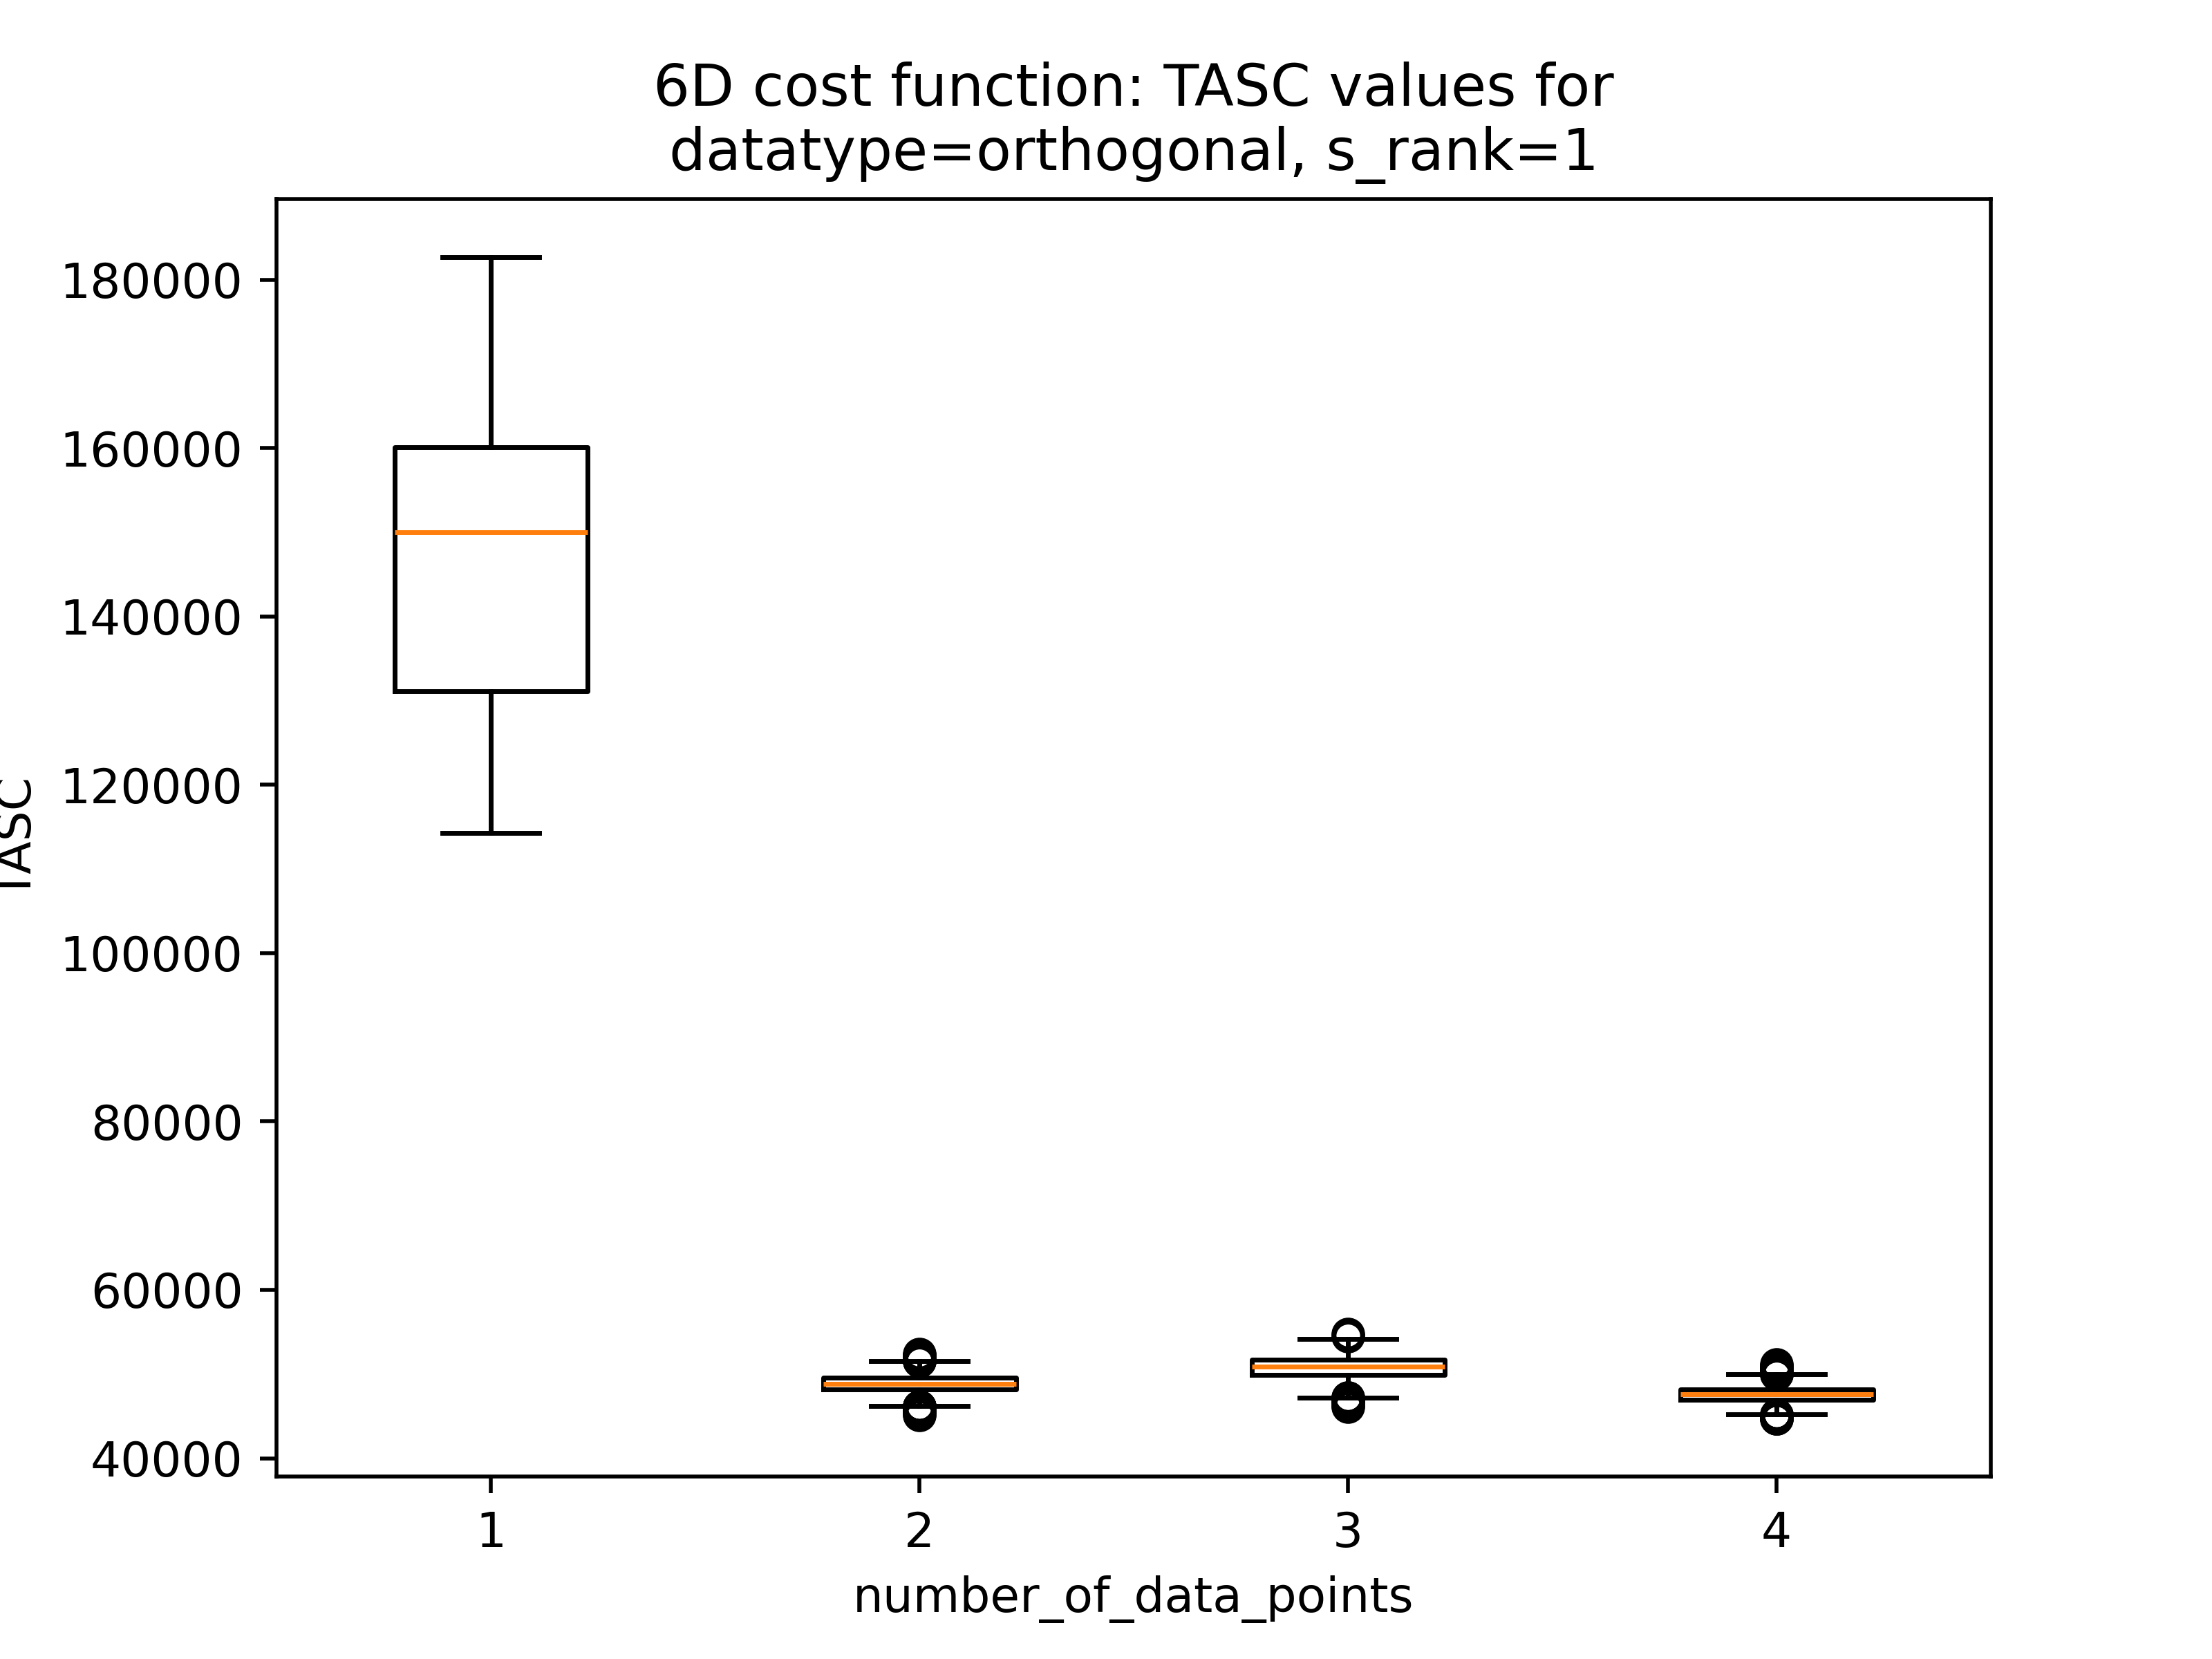 6D cost function: TASC values for
datatype=orthogonal, s_rank=1
180000
160000
140000
120000
100000
80000
60000
40000
TASC
1 2 3 4
number_of_data_points